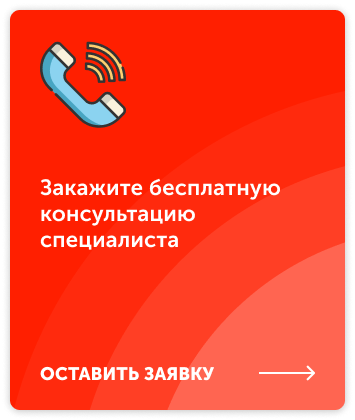 Закажите бесплатную
консультацию
специалиста
ОСТАВИТЬ ЗАЯВКУ